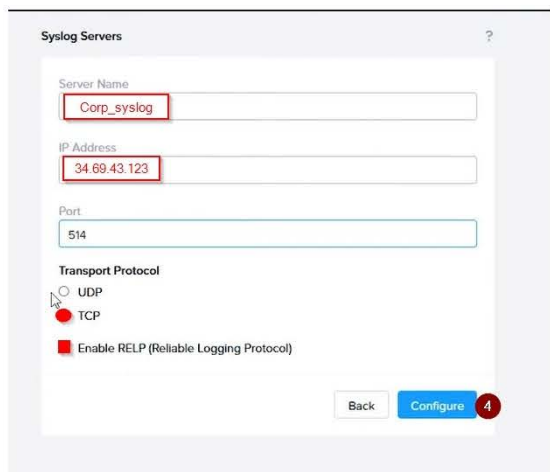 Syslog Servers ?
Server Name
Corp_syslog
IP Address
34.69.43.123
Port
514
Transport Protocol
UDP
TCP
Enable RELP (Reliable Logging Protocol)
Back Configure 4